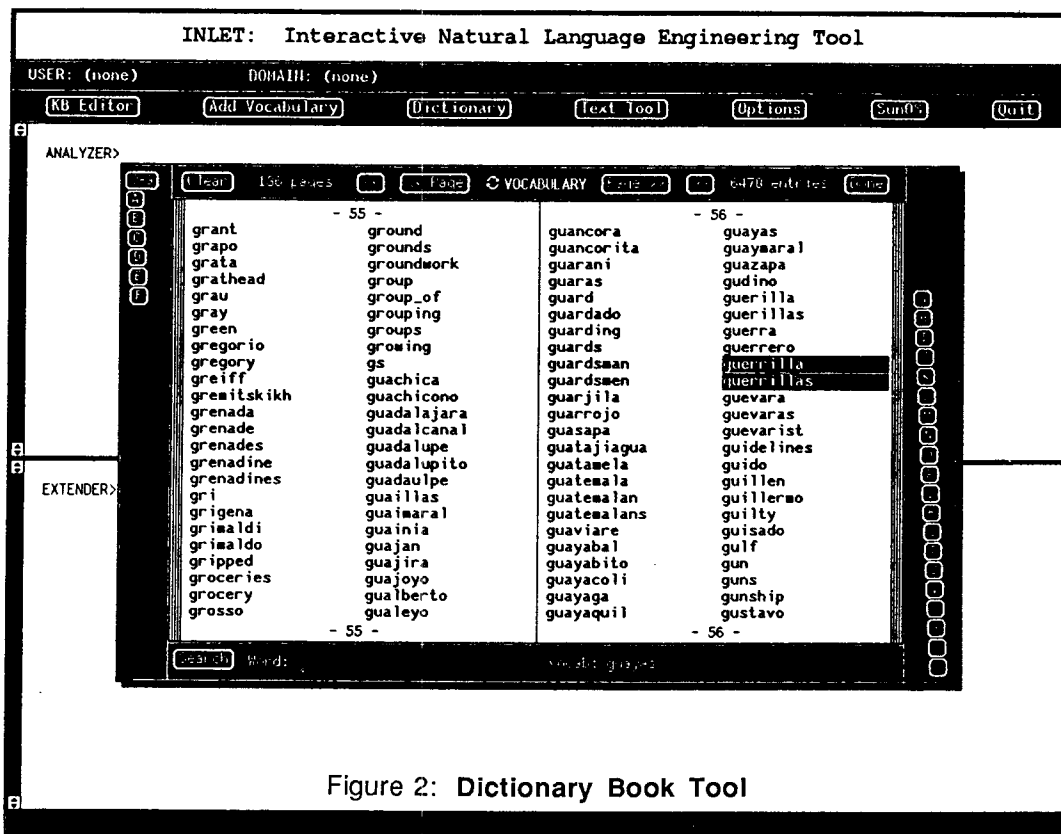 INLET: Interactive Natural Language Engineering Tool
USER: (none) DOMAIN: (none)
KB Editor Add Vocabulary Dictionary Text Tool Options SunOS Quit
ANALYZER>
Clear pages << Page VOCABULARY Page >> entries Done
A
B
C
D
E
F
- 55 -
grant
grapo
grata
grathead
grau
gray
green
gregorio
gregory
greiff
gremitskikh
grenada
grenade
grenades
grenadine
grenadines
gri
grigena
grimaldi
grimaldo
gripped
groceries
grocery
grosso
ground
grounds
groundwork
group
group_of
grouping
groups
growing
gs
guachica
guachicono
guadalajara
guadalcanal
guadalupe
guadalupito
guadaulpe
guaillas
guaimaral
guainia
guajan
guajira
guajoyo
gualberto
gualeyo
- 55 -
- 56 -
guancora
guancorita
guarani
guaras
guard
guardado
guarding
guards
guardsman
guardsmen
guarjila
guarrojo
guasapa
guatajiagua
guatamela
guatemala
guatemalan
guatemalans
guaviare
guayabal
guayabito
guayacoli
guayaga
guayaquil
guayas
guaymaral
guazapa
gudino
guerilla
guerillas
guerra
guerrero
guerrilla
guerrillas
guevara
guevaras
guevarist
guidelines
guido
guillen
guillermo
guilty
guisado
gulf
gun
guns
gunship
gustavo
- 56 -
EXTENDER>
Search Word: vocab: guayas
Figure 2: Dictionary Book Tool